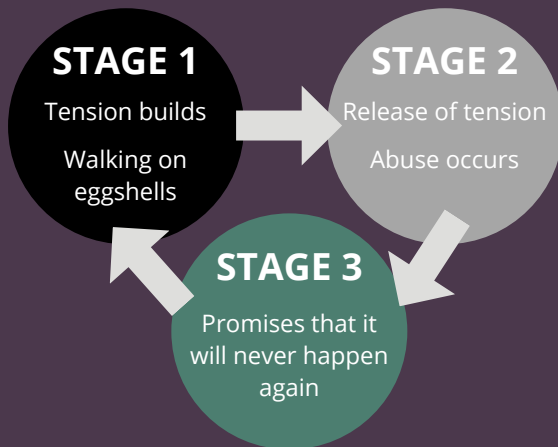 STAGE 1
Tension builds
Walking on
eggshells
STAGE 2
Release of tension
Abuse occurs
STAGE 3
Promises that it
will never happen
again